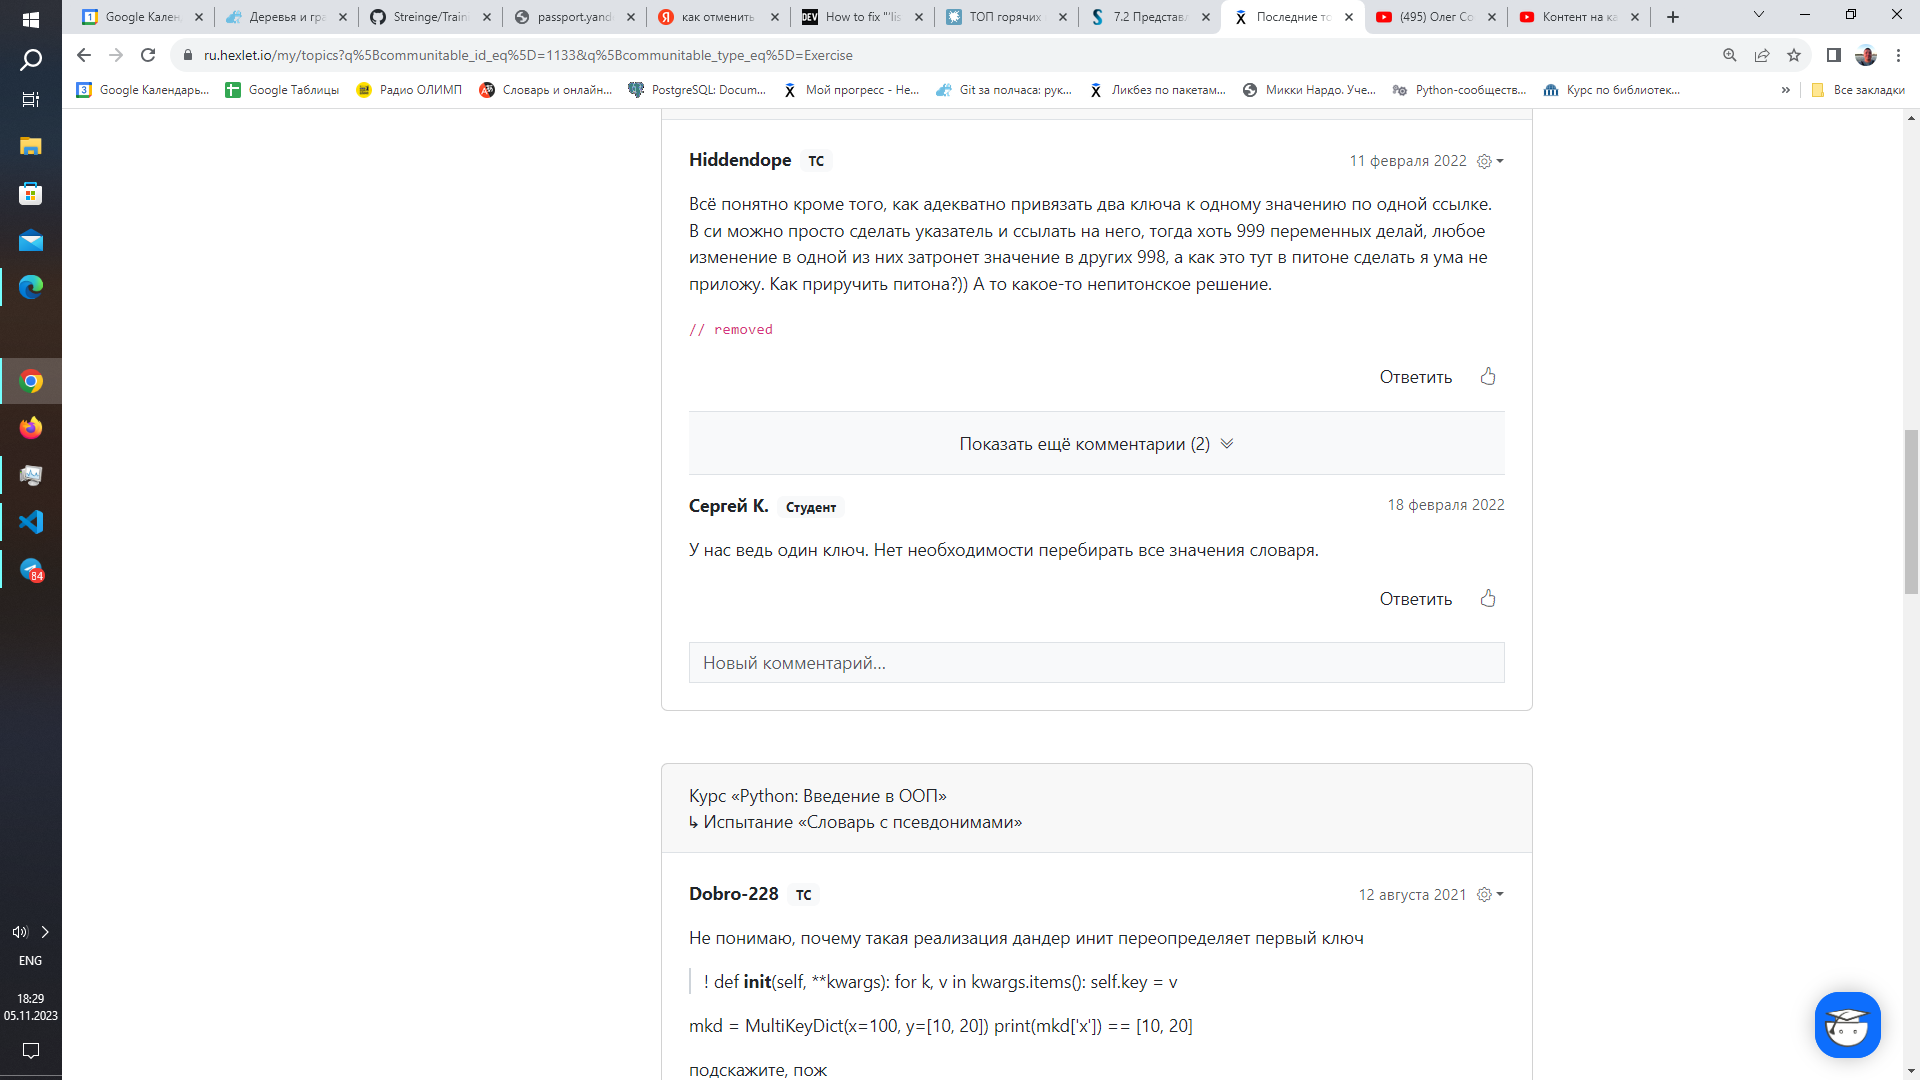 Google Кален
Деревья и гра
Streinge/Traini
passport.yand
как отменить
How to fix "'lis
ТОП горячих
7.2 Представл
Последние то
(495) Олег Со
Контент на ка
ru.hexlet.io/my/topics?q%5Bcommunitable_id_eq%5D=1133&q%5Bcommunitable_type_eq%5D=Exercise
Google Календарь...
Google Таблицы
Радио ОЛИМП
Словарь и онлайн...
PostgreSQL: Docum...
Мой прогресс - Не...
Git за полчаса: рук...
Ликбез по пакетам...
Микки Нардо. Уче...
Python-сообществ...
Курс по библиотек...
»
Все закладки
Hiddendope ТС
11 февраля 2022
Всё понятно кроме того, как адекватно привязать два ключа к одному значению по одной ссылке.
В си можно просто сделать указатель и ссылать на него, тогда хоть 999 переменных делай, любое
изменение в одной из них затронет значение в других 998, а как это тут в питоне сделать я ума не
приложу. Как приручить питона?)) А то какое-то непитонское решение.
// removed
Ответить
Показать ещё комментарии (2)
Сергей К. Студент
18 февраля 2022
У нас ведь один ключ. Нет необходимости перебирать все значения словаря.
Ответить
Новый комментарий...
Курс «Python: Введение в ООП»
↳ Испытание «Словарь с псевдонимами»
Dobro-228 ТС
12 августа 2021
Не понимаю, почему такая реализация дандер инит переопределяет первый ключ
! def init(self, **kwargs): for k, v in kwargs.items(): self.key = v
mkd = MultiKeyDict(x=100, y=[10, 20]) print(mkd['x']) == [10, 20]
подскажите, пож
84
ENG
18:29
05.11.2023